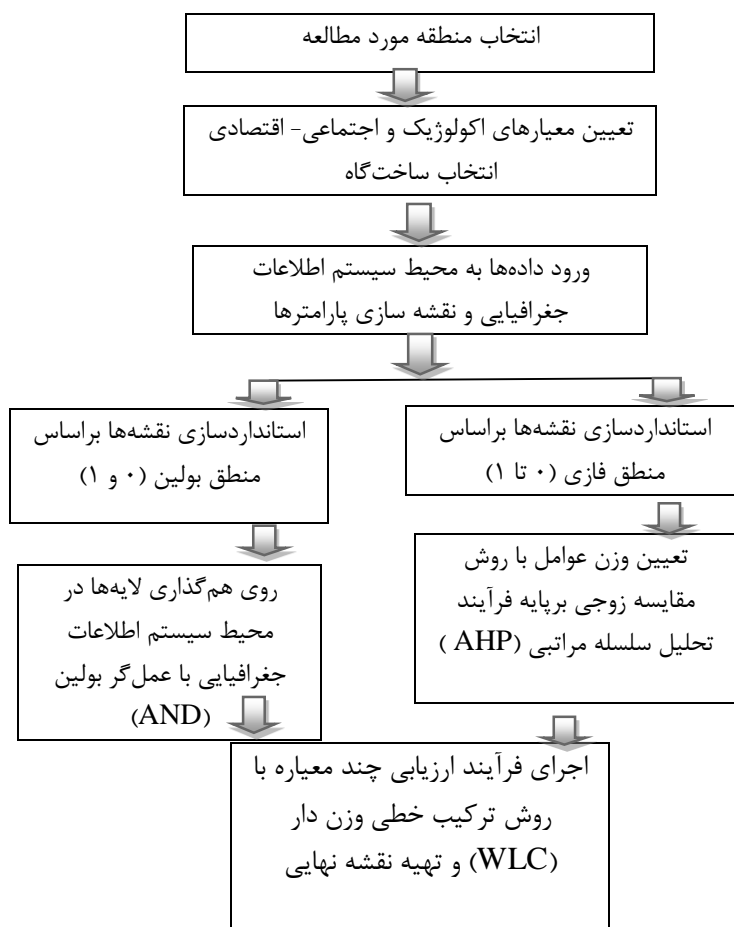 انتخاب منطقه مورد مطالعه
تعیین معیارهای اکولوژیک و اجتماعی- اقتصادی
انتخاب ساخت‌گاه
ورود داده‌ها به محیط سیستم اطلاعات
جغرافیایی و نقشه سازی پارامترها
استانداردسازی نقشه‌ها براساس
منطق فازی (۰ تا ۱)
استانداردسازی نقشه‌ها براساس
منطق بولین (۰ و ۱)
تعیین وزن عوامل با روش
مقایسه زوجی برپایه فرآیند
تحلیل سلسله مراتبی (AHP )
روی هم‌گذاری لایه‌ها در
محیط سیستم اطلاعات
جغرافیایی با عمل‌گر بولین
(AND)
اجرای فرآیند ارزیابی چند معیاره با
روش ترکیب خطی وزن دار
(WLC) و تهیه نقشه نهایی